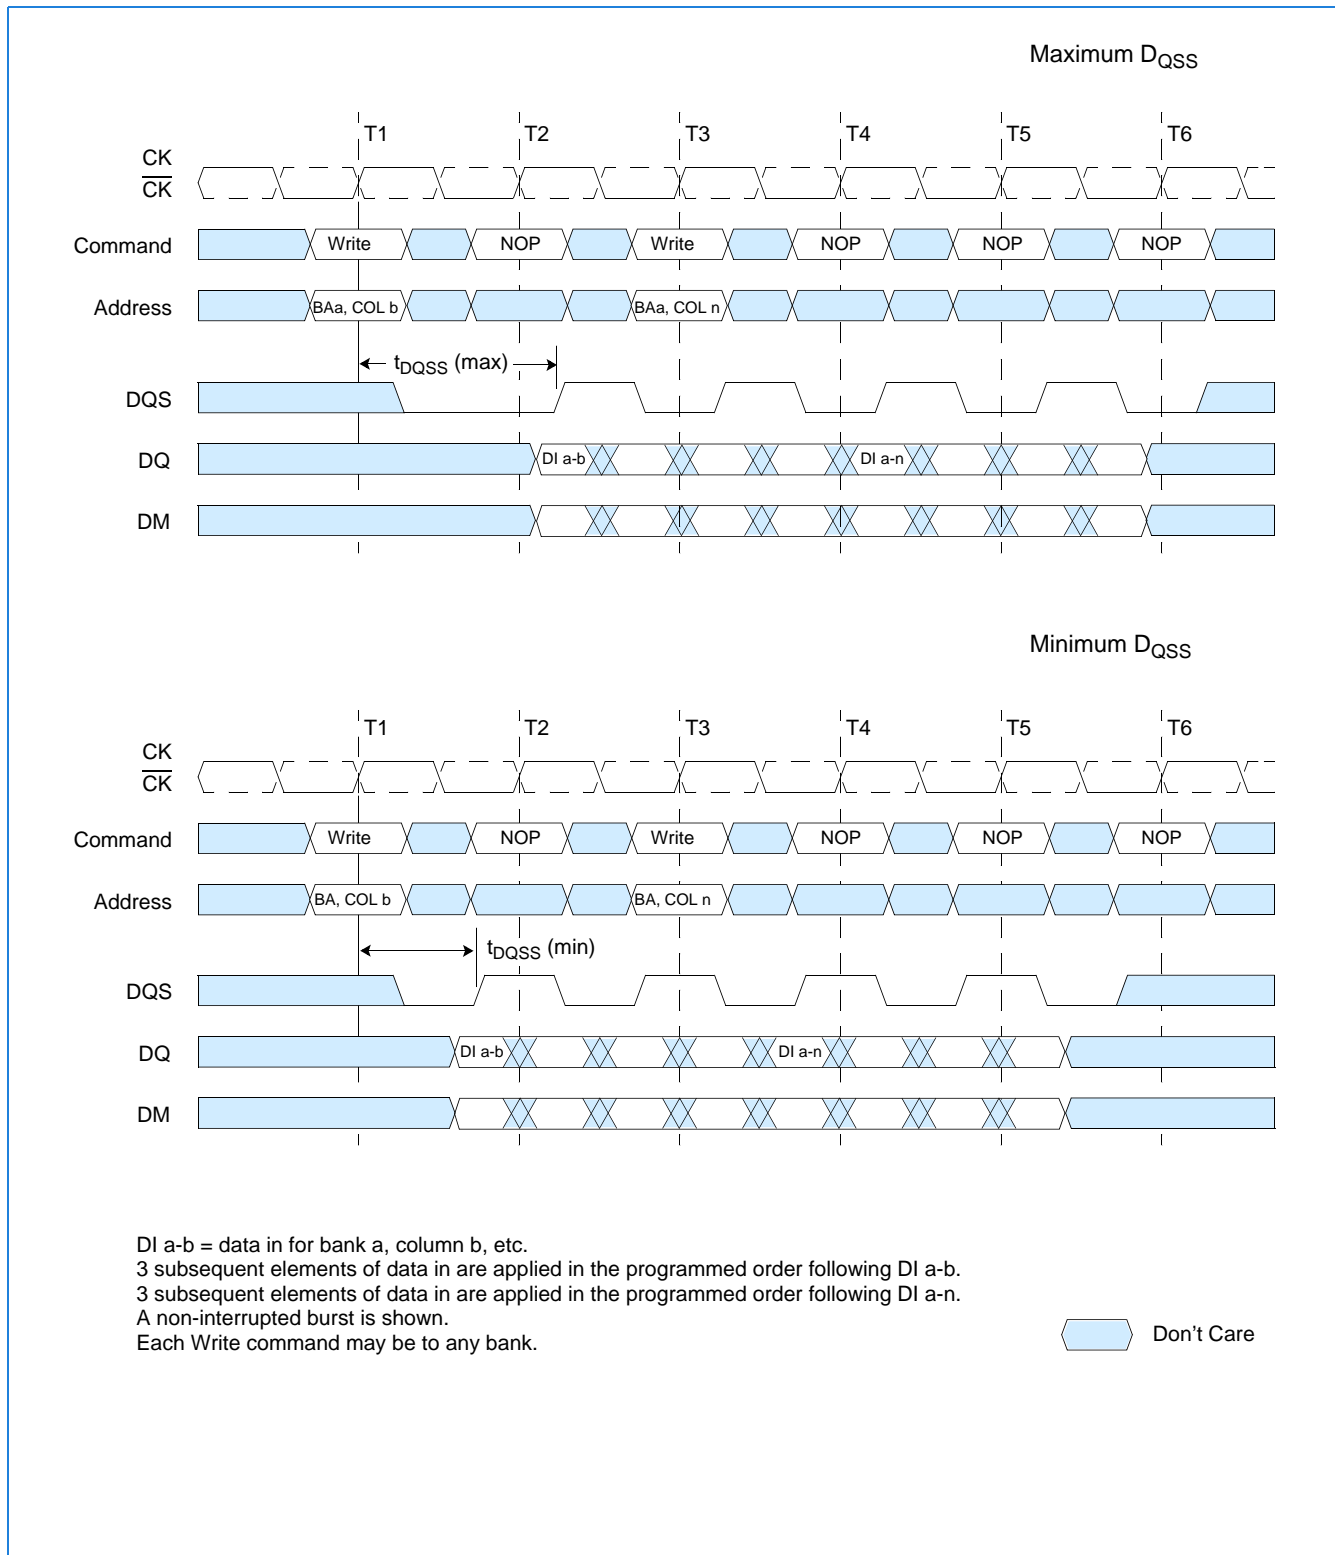 Maximum DQSS
T1 T2 T3 T4 T5 T6
CK
CK
Command Write NOP Write NOP NOP NOP
Address BAa, COL b BAa, COL n
tDQSS (max)
DQS
DQ DI a-b DI a-n
DM
Minimum DQSS
T1 T2 T3 T4 T5 T6
CK
CK
Command Write NOP Write NOP NOP NOP
Address BA, COL b BA, COL n
tDQSS (min)
DQS
DQ DI a-b DI a-n
DM
DI a-b = data in for bank a, column b, etc.
3 subsequent elements of data in are applied in the programmed order following DI a-b.
3 subsequent elements of data in are applied in the programmed order following DI a-n.
A non-interrupted burst is shown.
Each Write command may be to any bank.
Don't Care